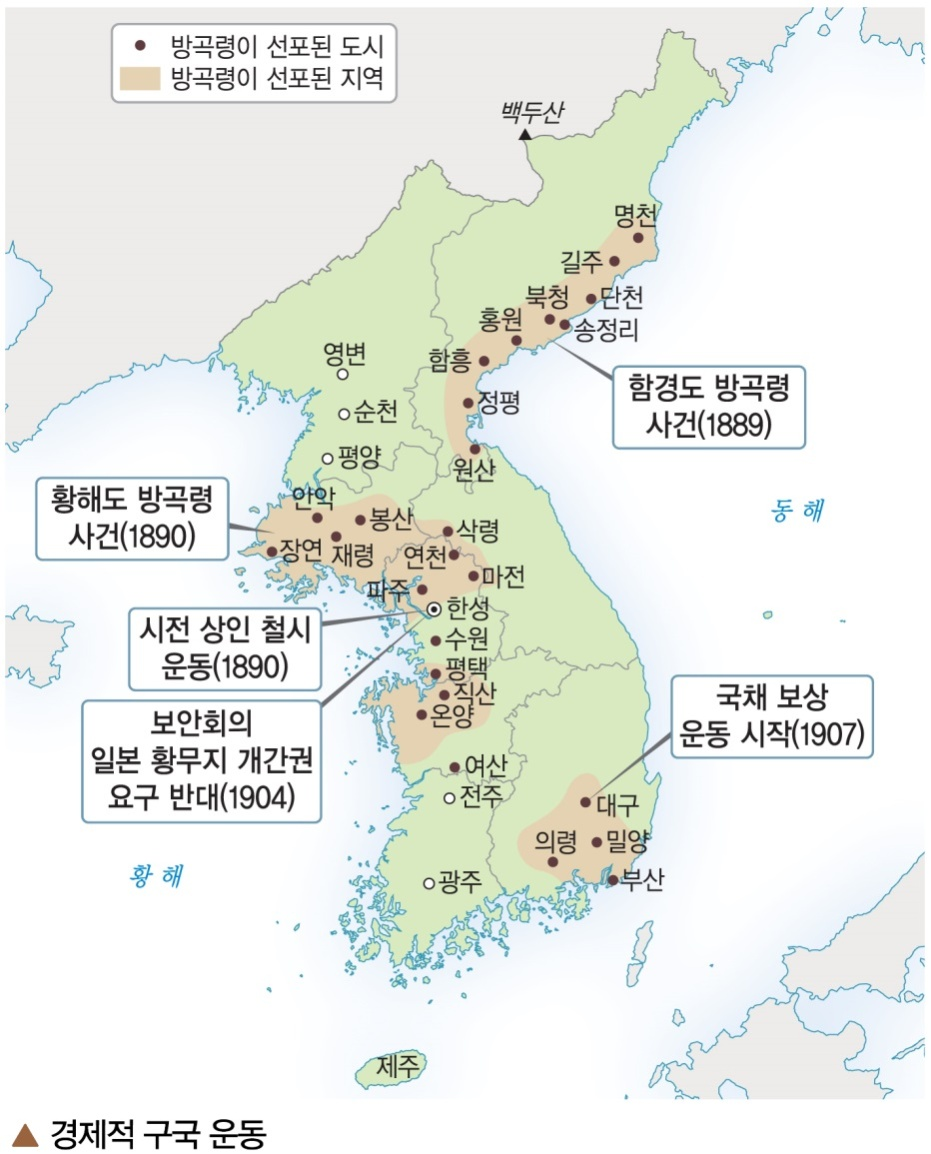 방곡령이 선포된 도시
방곡령이 선포된 지역
백두산
명천
길주
북청
단천
홍원
송정리
함흥
영변
함경도 방곡령
사건(1889)
정평
순천
평양
원산
황해도 방곡령
사건(1890)
안악
봉산
삭령
동해
장연
재령
연천
마전
파주
한성
시전 상인 철시
운동(1890)
수원
평택
직산
온양
국채 보상
운동 시작(1907)
보안회의
일본 황무지 개간권
요구 반대(1904)
여산
전주
대구
의령
밀양
황해
광주
부산
제주
▲ 경제적 구국 운동